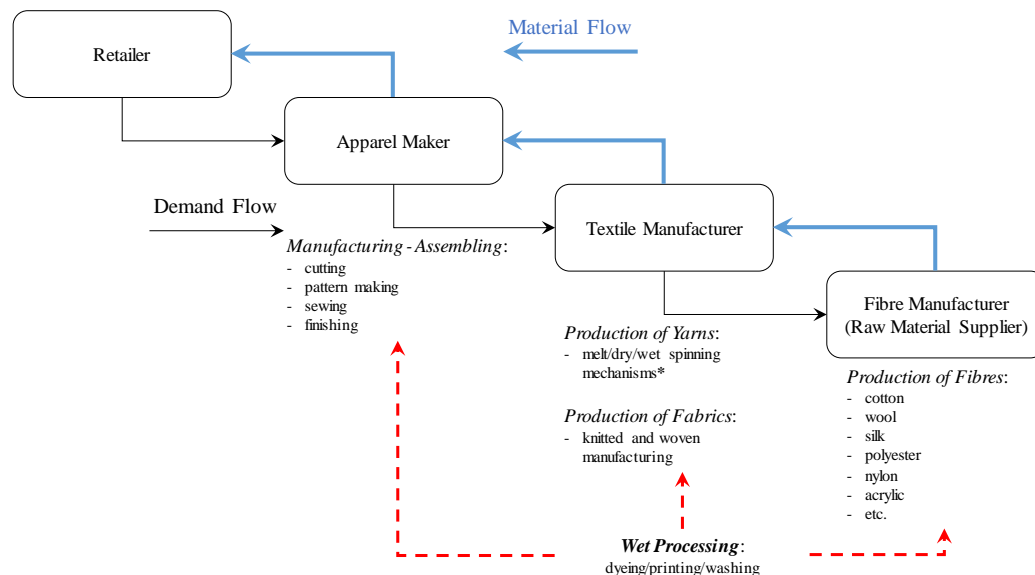 Retailer
Material Flow
Apparel Maker
Demand Flow
Textile Manufacturer
Manufacturing - Assembling:
- cutting
- pattern making
- sewing
- finishing
Fibre Manufacturer
(Raw Material Supplier)
Production of Yarns:
- melt/dry/wet spinning
mechanisms*
Production of Fabrics:
- knitted and woven
manufacturing
Production of Fibres:
- cotton
- wool
- silk
- polyester
- nylon
- acrylic
- etc.
Wet Processing:
dyeing/printing/washing